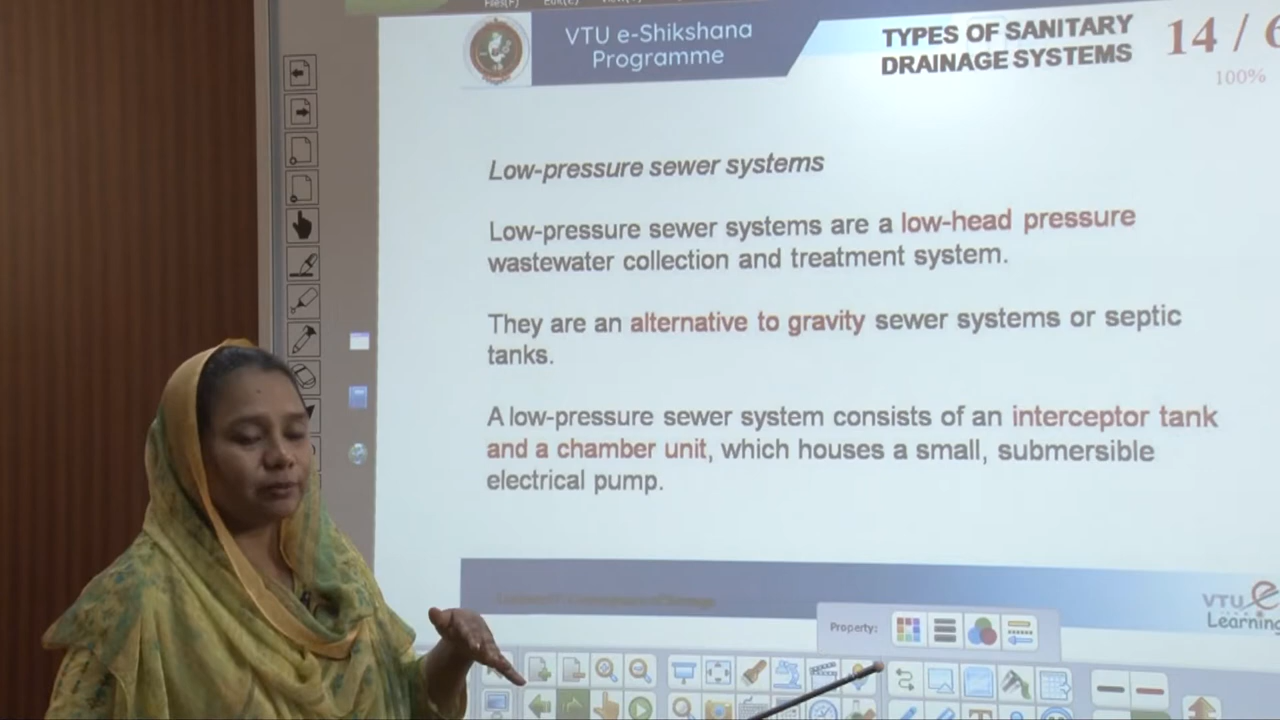 VTU e-Shikshana
Programme
TYPES OF SANITARY
DRAINAGE SYSTEMS
14 / 6
100%
Low-pressure sewer systems
Low-pressure sewer systems are a low-head pressure
wastewater collection and treatment system.
They are an alternative to gravity sewer systems or septic
tanks.
A low-pressure sewer system consists of an interceptor tank
and a chamber unit, which houses a small, submersible
electrical pump.
VTU e
Learning
Property: